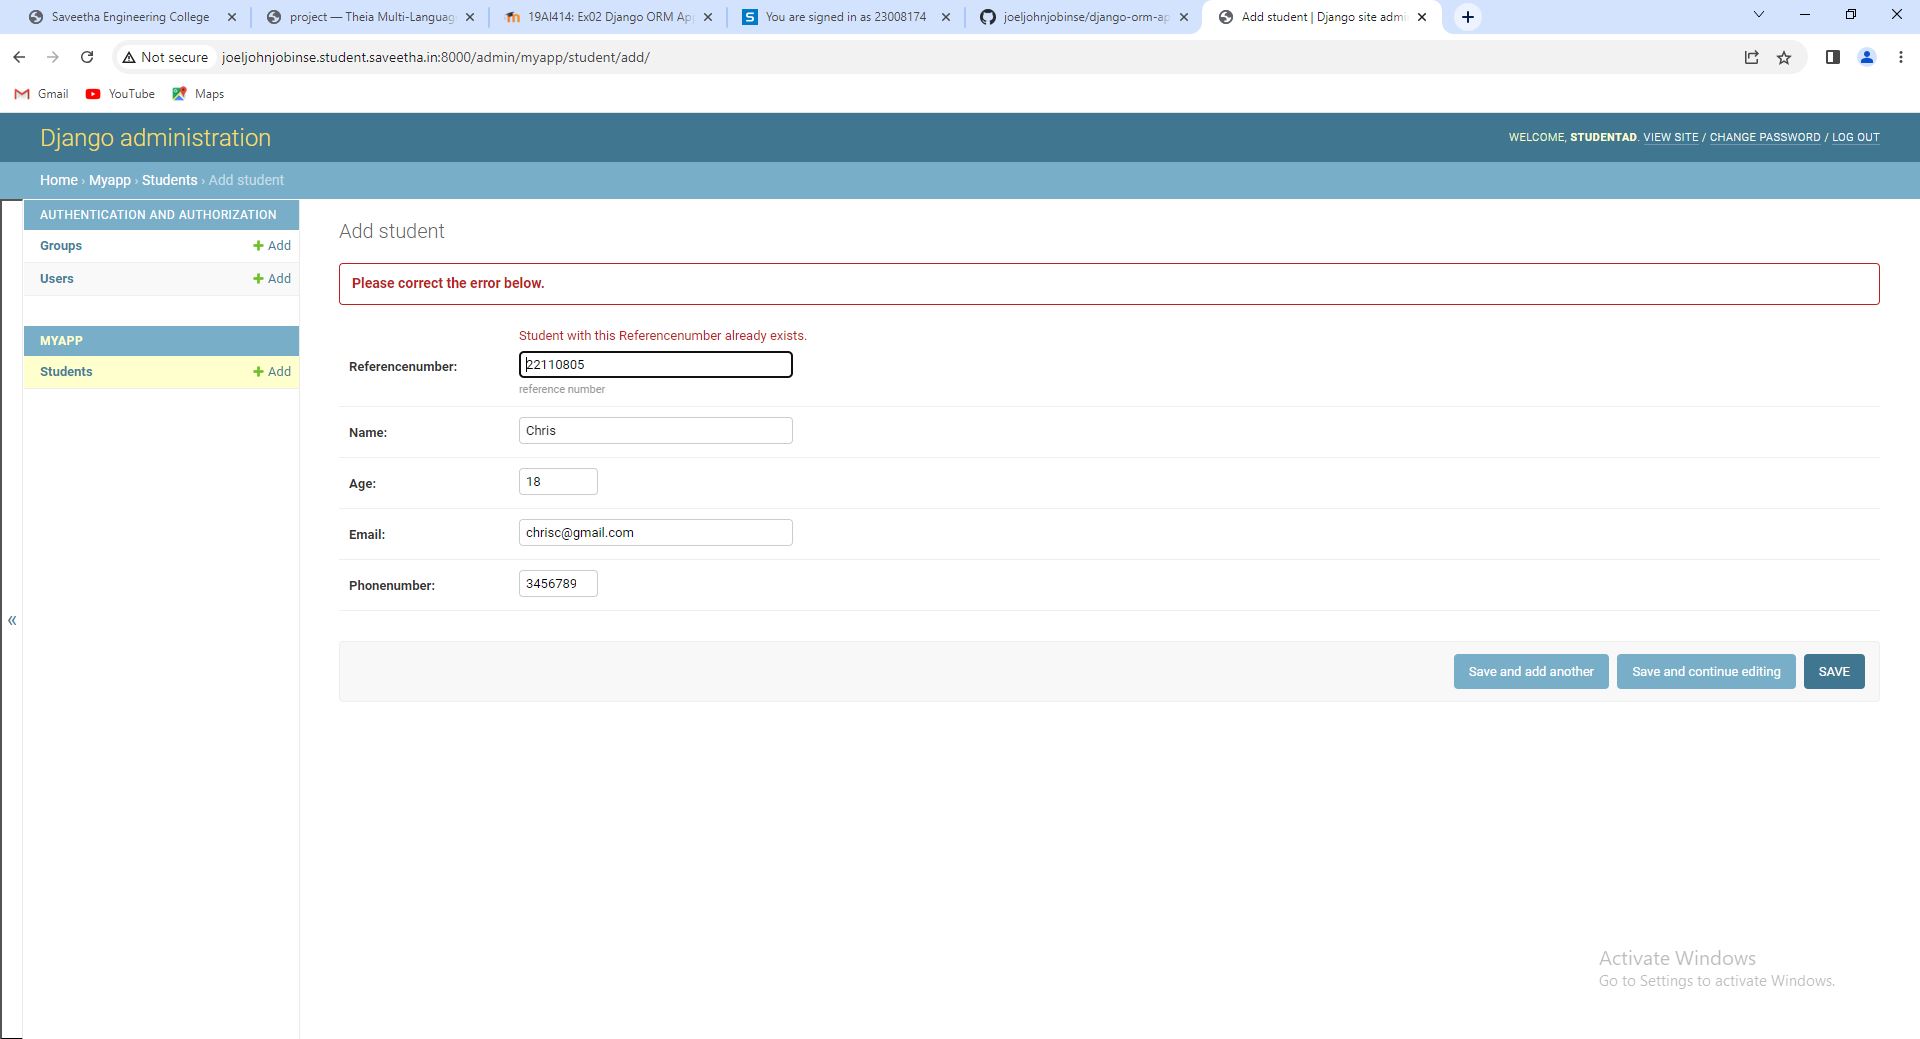 Saveetha Engineering College
project — Theia Multi-Languag
19AI414: Ex02 Django ORM Ap
S You are signed in as 23008174
joeljohnjobinse/django-orm-ap
Add student | Django site admi
Not secure joeljohnjobinse.student.saveetha.in:8000/admin/myapp/student/add/
Gmail YouTube Maps
Django administration
WELCOME, STUDENTAD. VIEW SITE / CHANGE PASSWORD / LOG OUT
Home › Myapp › Students › Add student
AUTHENTICATION AND AUTHORIZATION
Groups + Add
Users + Add
MYAPP
Students + Add
«
Add student
Please correct the error below.
Student with this Referencenumber already exists.
Referencenumber: 22110805
reference number
Name: Chris
Age: 18
Email: chrisc@gmail.com
Phonenumber: 3456789
Save and add another Save and continue editing SAVE
Activate Windows
Go to Settings to activate Windows.